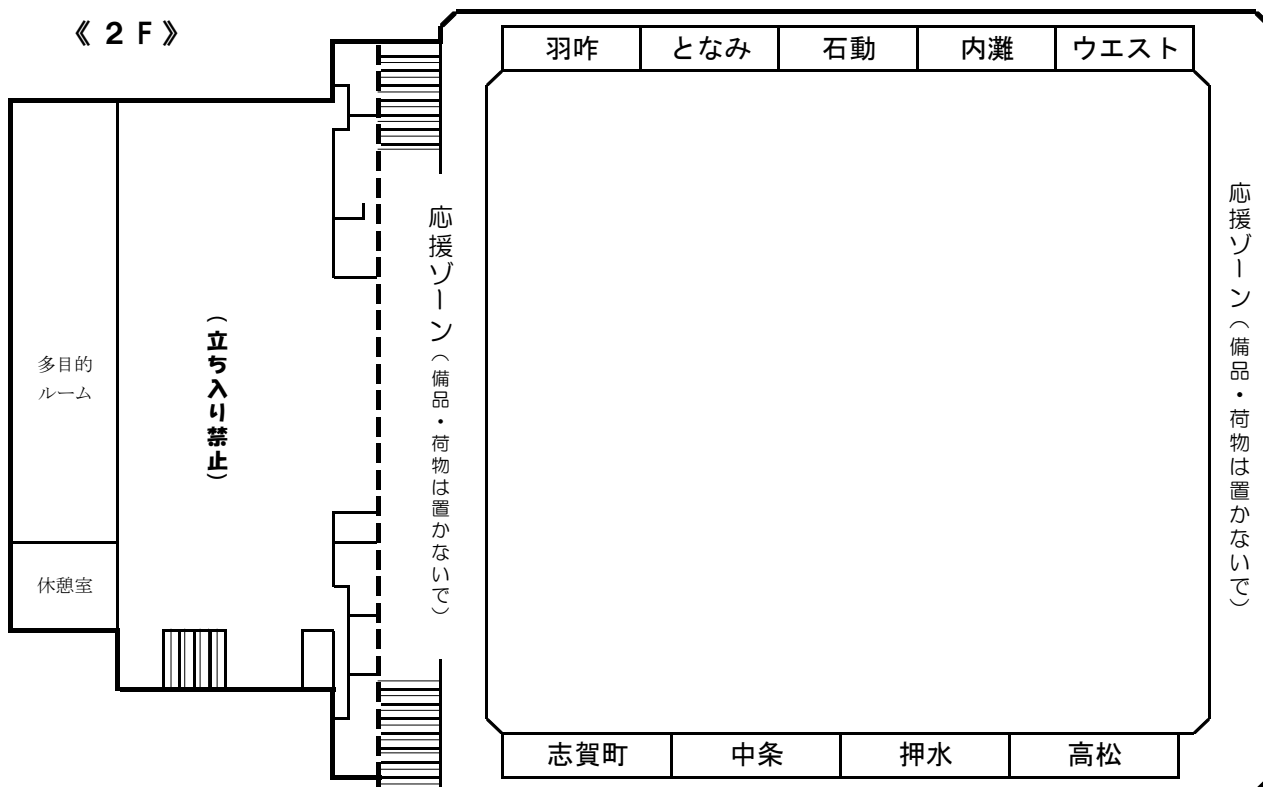 《２Ｆ》
羽咋 となみ 石動 内灘 ウエスト
応援ゾーン（備品・荷物は置かないで）
応援ゾーン（備品・荷物は置かないで）
（立ち入り禁止）
多目的
ルーム
休憩室
志賀町 中条 押水 高松